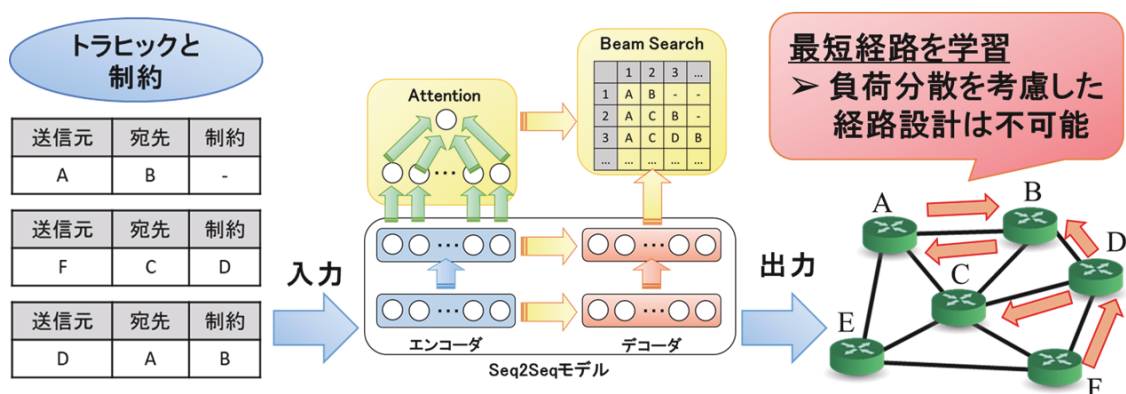 トラヒックと
制約
送信元 宛先 制約
A B -
送信元 宛先 制約
F C D
送信元 宛先 制約
D A B
入力
Attention
…
Beam Search
1 2 3 …
1 A B - -
2 A C B -
3 A C D B
… … … … …
… …
… …
エンコーダ デコーダ
Seq2Seqモデル
出力
最短経路を学習
➢ 負荷分散を考慮した
経路設計は不可能
A
B
C
D
E
F